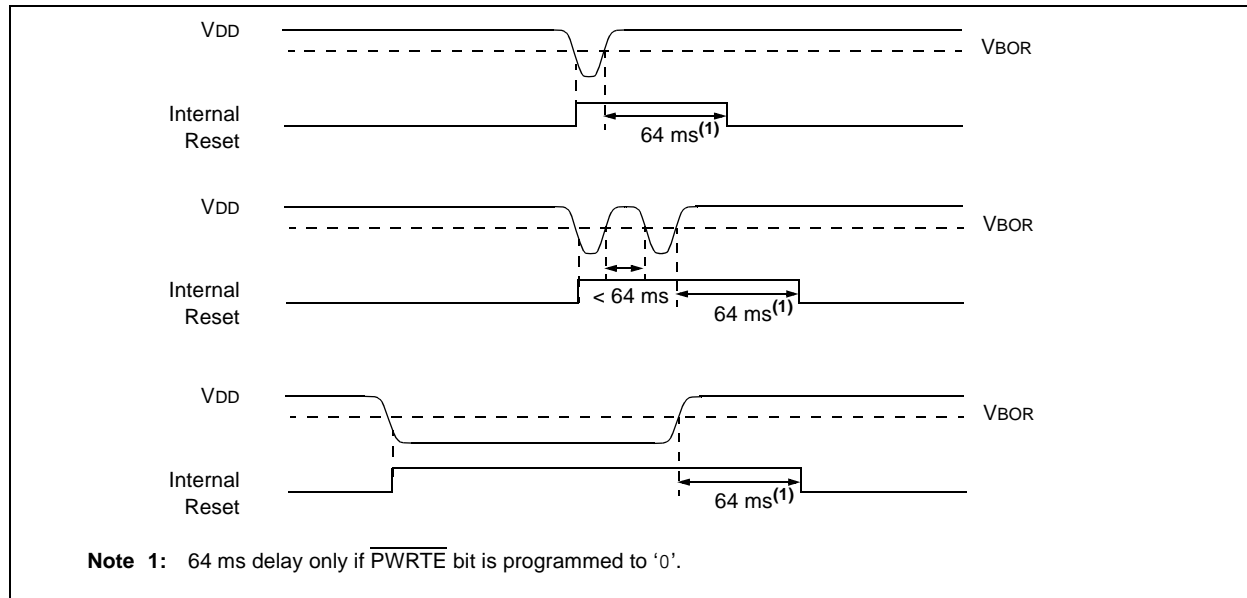 VDD
VBOR
Internal
Reset
64 ms(1)
VDD
VBOR
Internal
Reset
< 64 ms
64 ms(1)
VDD
VBOR
Internal
Reset
64 ms(1)
Note 1: 64 ms delay only if PWRTE bit is programmed to ‘0’.